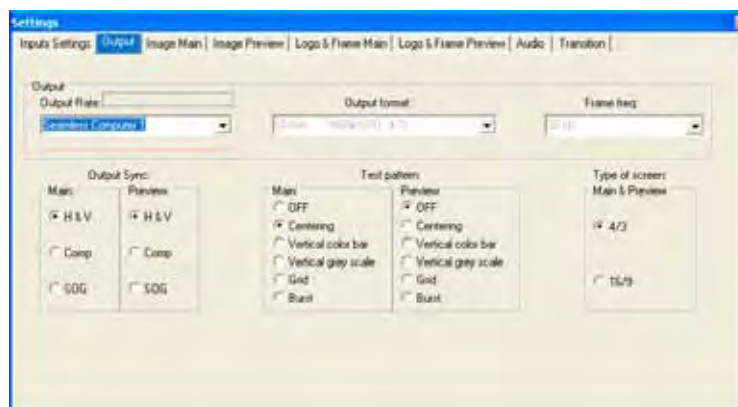 Settings
Inputs Settings Output Image Main Image Preview Logo & Frame Main Logo & Frame Preview Audio Transition
Output
Output Rate: Output format Frame freq
Seamless Computer 1
Output Sync: Test pattern: Type of screen:
Main: Preview: Main Preview Main & Preview
H & V H & V OFF OFF 4/3
Centering Centering
Comp Comp Vertical color bar Vertical color bar
Vertical grey scale Vertical grey scale
SOG SOG Grid Grid 16/9
Burst Burst